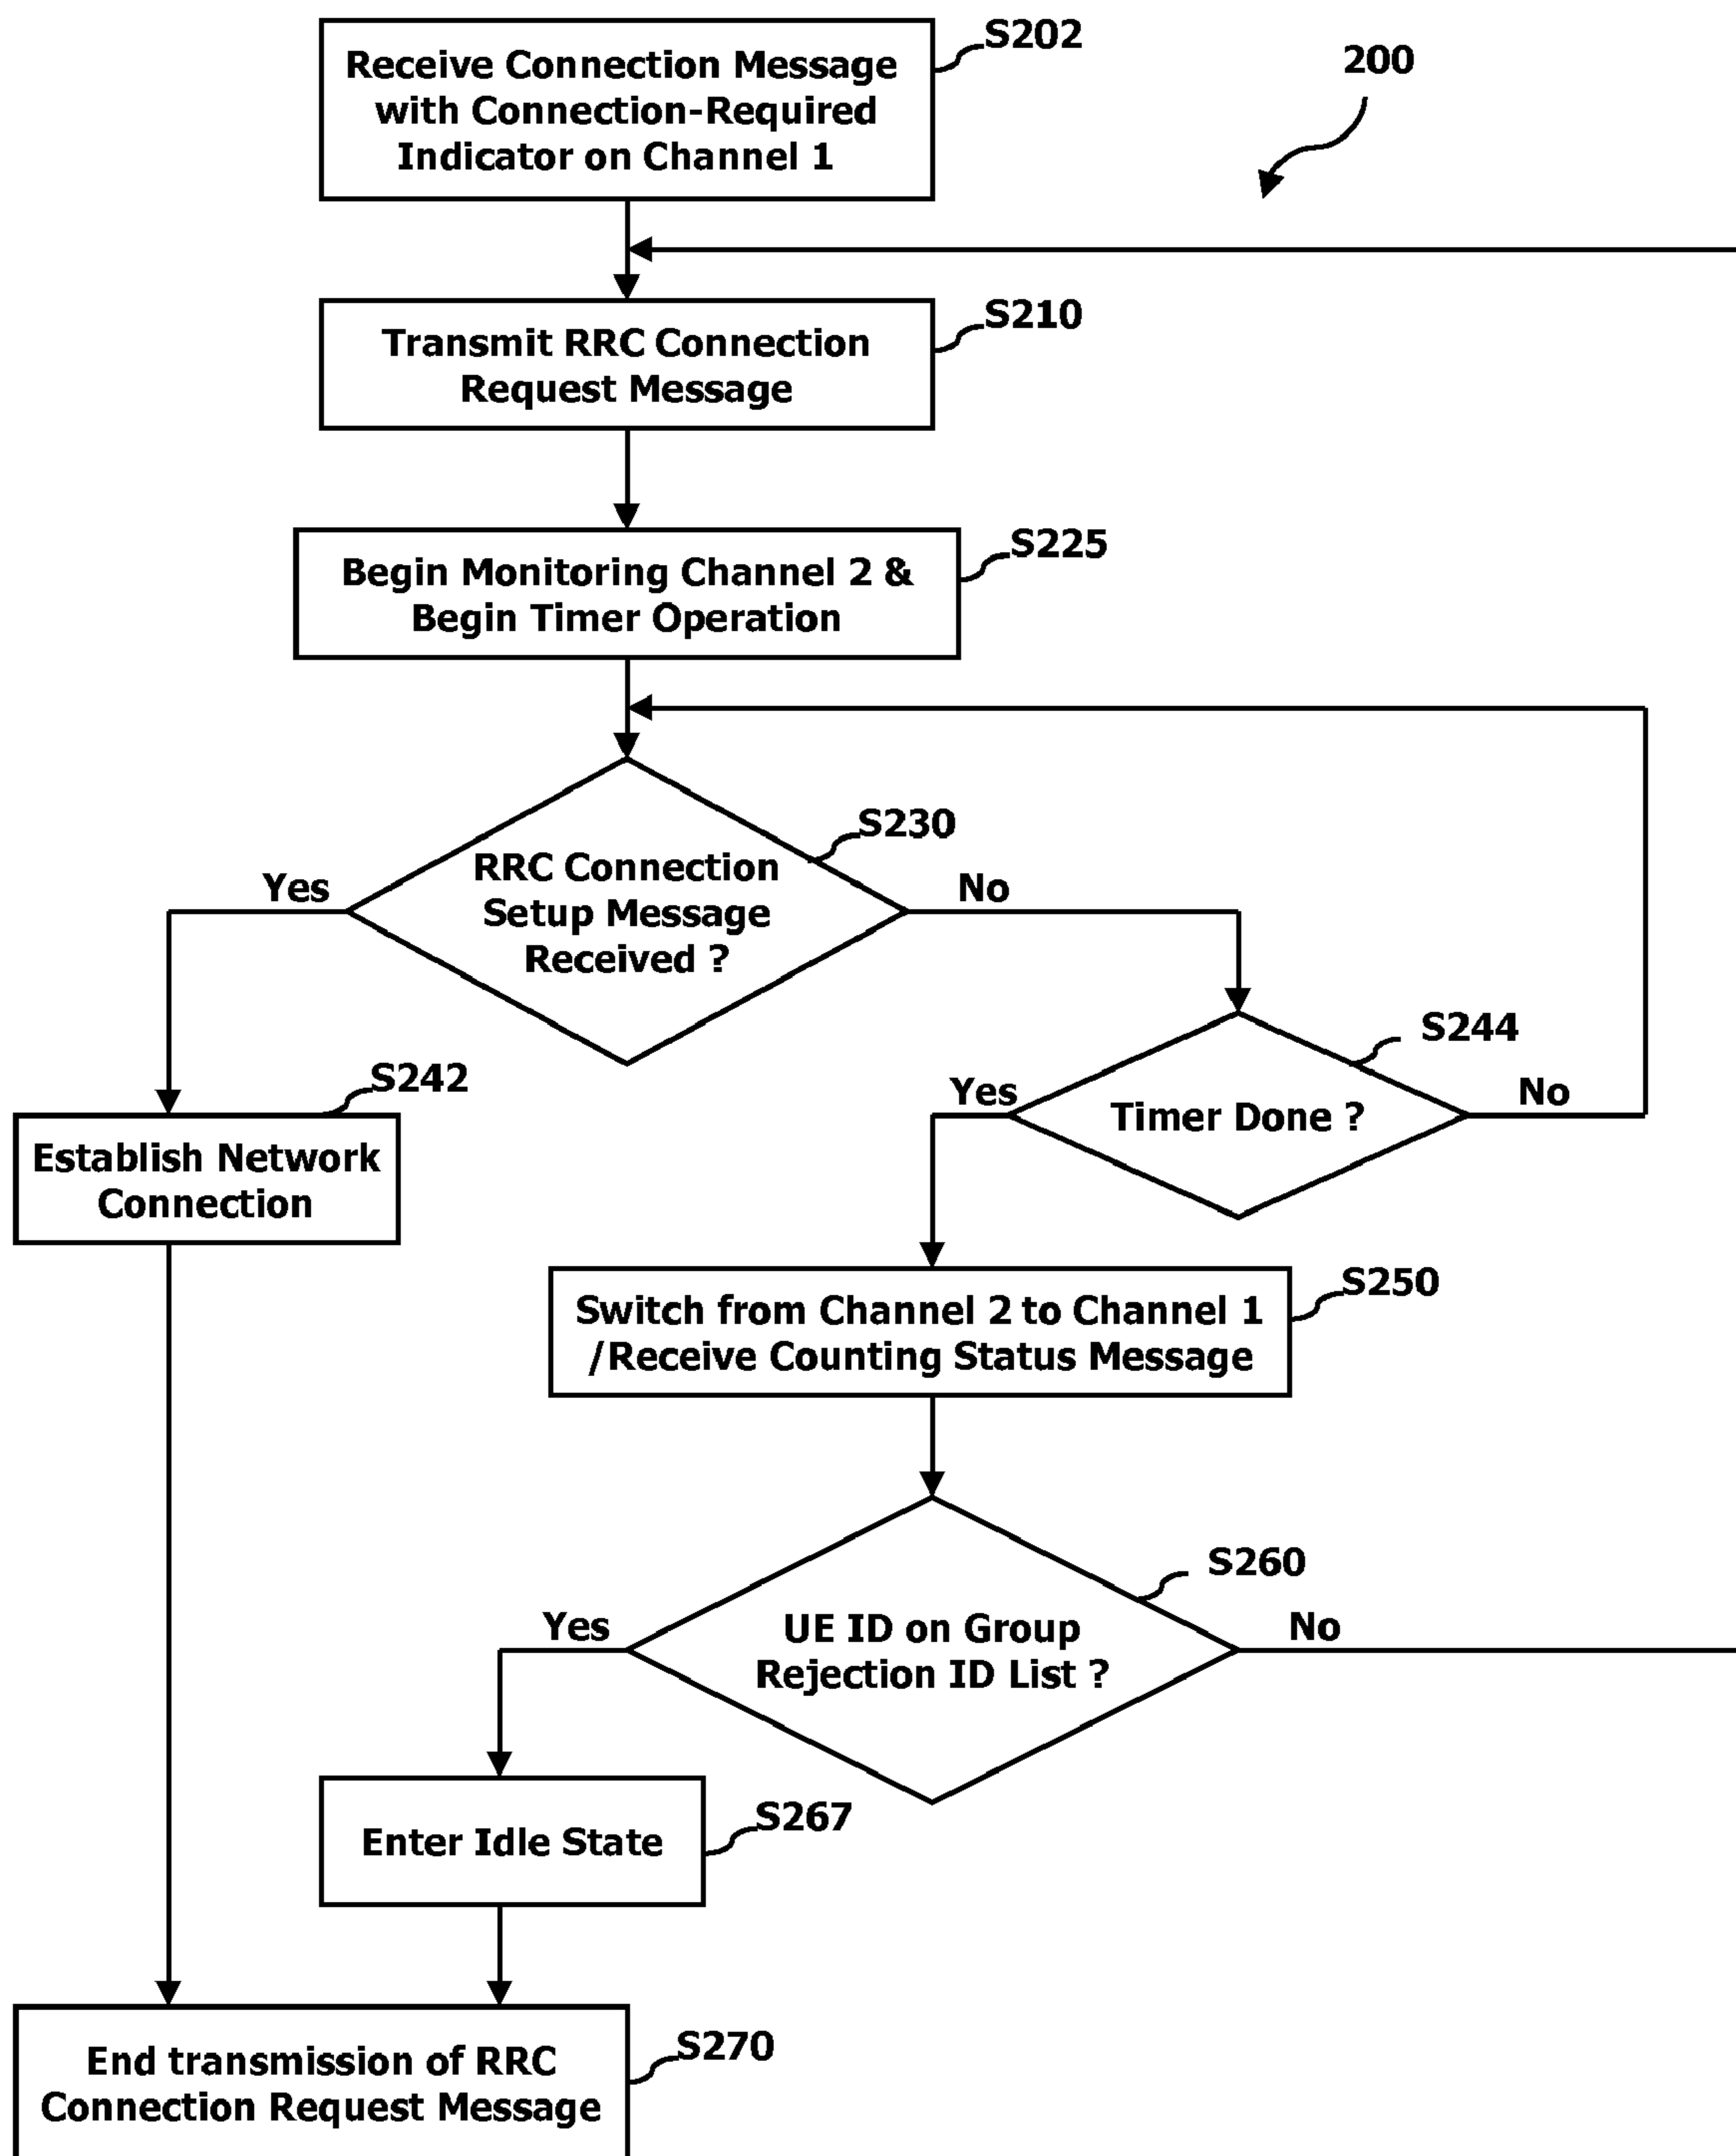 Receive Connection Message
with Connection-Required
Indicator on Channel 1
S202
200
Transmit RRC Connection
Request Message
S210
Begin Monitoring Channel 2 &
Begin Timer Operation
S225
RRC Connection
Setup Message
Received ?
S230
Yes
No
Timer Done ?
S244
Yes
No
S242
Establish Network
Connection
Switch from Channel 2 to Channel 1
/Receive Counting Status Message
S250
UE ID on Group
Rejection ID List ?
S260
Yes
No
Enter Idle State
S267
End transmission of RRC
Connection Request Message
S270